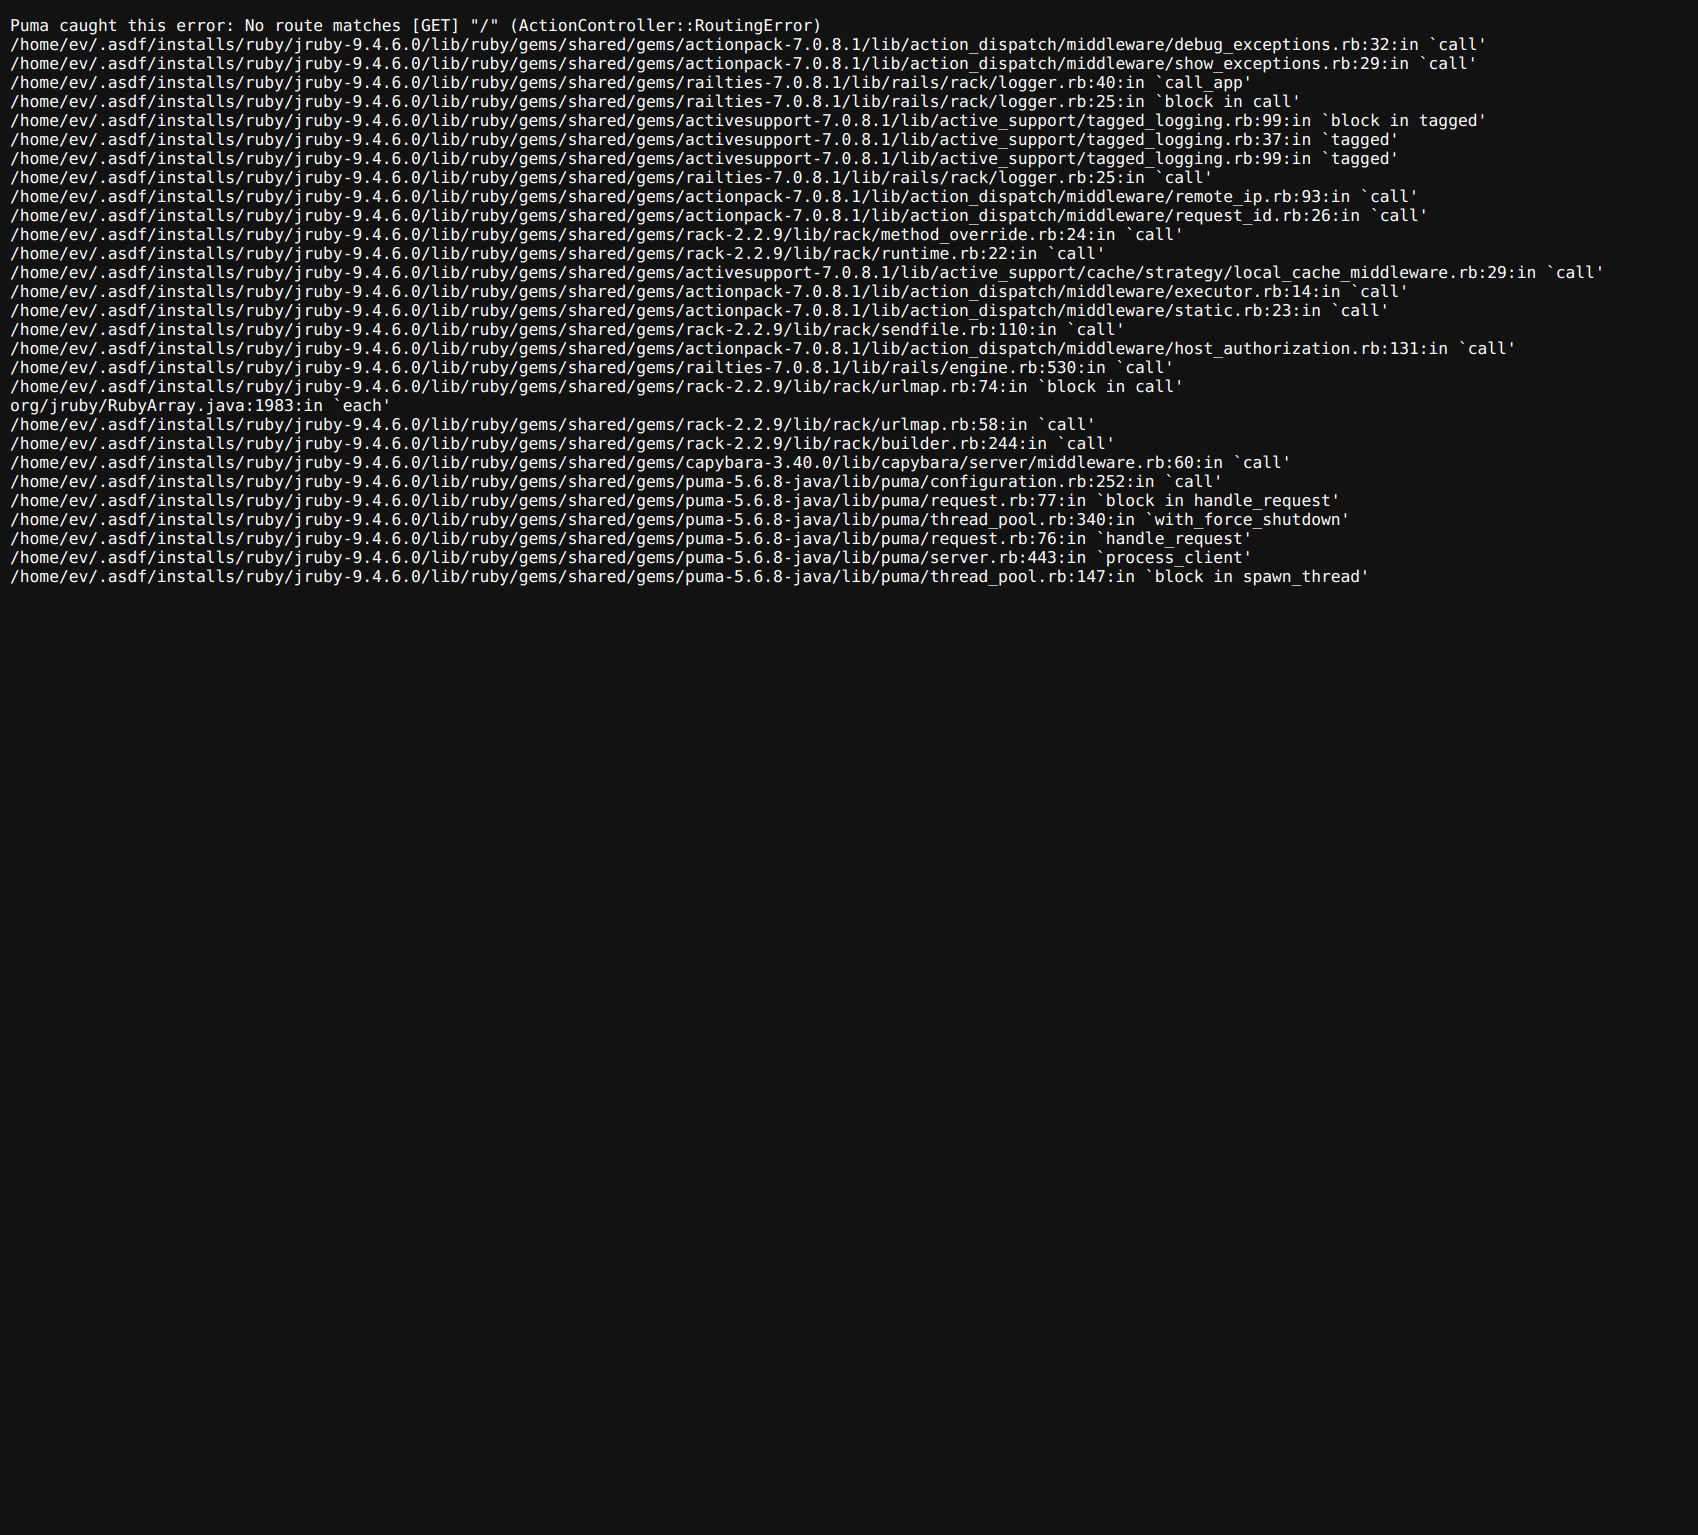 Puma caught this error: No route matches [GET] "/" (ActionController::RoutingError)
/home/ev/.asdf/installs/ruby/jruby-9.4.6.0/lib/ruby/gems/shared/gems/actionpack-7.0.8.1/lib/action_dispatch/middleware/debug_exceptions.rb:32:in `call'
/home/ev/.asdf/installs/ruby/jruby-9.4.6.0/lib/ruby/gems/shared/gems/actionpack-7.0.8.1/lib/action_dispatch/middleware/show_exceptions.rb:29:in `call'
/home/ev/.asdf/installs/ruby/jruby-9.4.6.0/lib/ruby/gems/shared/gems/railties-7.0.8.1/lib/rails/rack/logger.rb:40:in `call_app'
/home/ev/.asdf/installs/ruby/jruby-9.4.6.0/lib/ruby/gems/shared/gems/railties-7.0.8.1/lib/rails/rack/logger.rb:25:in `block in call'
/home/ev/.asdf/installs/ruby/jruby-9.4.6.0/lib/ruby/gems/shared/gems/activesupport-7.0.8.1/lib/active_support/tagged_logging.rb:99:in `block in tagged'
/home/ev/.asdf/installs/ruby/jruby-9.4.6.0/lib/ruby/gems/shared/gems/activesupport-7.0.8.1/lib/active_support/tagged_logging.rb:37:in `tagged'
/home/ev/.asdf/installs/ruby/jruby-9.4.6.0/lib/ruby/gems/shared/gems/activesupport-7.0.8.1/lib/active_support/tagged_logging.rb:99:in `tagged'
/home/ev/.asdf/installs/ruby/jruby-9.4.6.0/lib/ruby/gems/shared/gems/railties-7.0.8.1/lib/rails/rack/logger.rb:25:in `call'
/home/ev/.asdf/installs/ruby/jruby-9.4.6.0/lib/ruby/gems/shared/gems/actionpack-7.0.8.1/lib/action_dispatch/middleware/remote_ip.rb:93:in `call'
/home/ev/.asdf/installs/ruby/jruby-9.4.6.0/lib/ruby/gems/shared/gems/actionpack-7.0.8.1/lib/action_dispatch/middleware/request_id.rb:26:in `call'
/home/ev/.asdf/installs/ruby/jruby-9.4.6.0/lib/ruby/gems/shared/gems/rack-2.2.9/lib/rack/method_override.rb:24:in `call'
/home/ev/.asdf/installs/ruby/jruby-9.4.6.0/lib/ruby/gems/shared/gems/rack-2.2.9/lib/rack/runtime.rb:22:in `call'
/home/ev/.asdf/installs/ruby/jruby-9.4.6.0/lib/ruby/gems/shared/gems/activesupport-7.0.8.1/lib/active_support/cache/strategy/local_cache_middleware.rb:29:in `call'
/home/ev/.asdf/installs/ruby/jruby-9.4.6.0/lib/ruby/gems/shared/gems/actionpack-7.0.8.1/lib/action_dispatch/middleware/executor.rb:14:in `call'
/home/ev/.asdf/installs/ruby/jruby-9.4.6.0/lib/ruby/gems/shared/gems/actionpack-7.0.8.1/lib/action_dispatch/middleware/static.rb:23:in `call'
/home/ev/.asdf/installs/ruby/jruby-9.4.6.0/lib/ruby/gems/shared/gems/rack-2.2.9/lib/rack/sendfile.rb:110:in `call'
/home/ev/.asdf/installs/ruby/jruby-9.4.6.0/lib/ruby/gems/shared/gems/actionpack-7.0.8.1/lib/action_dispatch/middleware/host_authorization.rb:131:in `call'
/home/ev/.asdf/installs/ruby/jruby-9.4.6.0/lib/ruby/gems/shared/gems/railties-7.0.8.1/lib/rails/engine.rb:530:in `call'
/home/ev/.asdf/installs/ruby/jruby-9.4.6.0/lib/ruby/gems/shared/gems/rack-2.2.9/lib/rack/urlmap.rb:74:in `block in call'
org/jruby/RubyArray.java:1983:in `each'
/home/ev/.asdf/installs/ruby/jruby-9.4.6.0/lib/ruby/gems/shared/gems/rack-2.2.9/lib/rack/urlmap.rb:58:in `call'
/home/ev/.asdf/installs/ruby/jruby-9.4.6.0/lib/ruby/gems/shared/gems/rack-2.2.9/lib/rack/builder.rb:244:in `call'
/home/ev/.asdf/installs/ruby/jruby-9.4.6.0/lib/ruby/gems/shared/gems/capybara-3.40.0/lib/capybara/server/middleware.rb:60:in `call'
/home/ev/.asdf/installs/ruby/jruby-9.4.6.0/lib/ruby/gems/shared/gems/puma-5.6.8-java/lib/puma/configuration.rb:252:in `call'
/home/ev/.asdf/installs/ruby/jruby-9.4.6.0/lib/ruby/gems/shared/gems/puma-5.6.8-java/lib/puma/request.rb:77:in `block in handle_request'
/home/ev/.asdf/installs/ruby/jruby-9.4.6.0/lib/ruby/gems/shared/gems/puma-5.6.8-java/lib/puma/thread_pool.rb:340:in `with_force_shutdown'
/home/ev/.asdf/installs/ruby/jruby-9.4.6.0/lib/ruby/gems/shared/gems/puma-5.6.8-java/lib/puma/request.rb:76:in `handle_request'
/home/ev/.asdf/installs/ruby/jruby-9.4.6.0/lib/ruby/gems/shared/gems/puma-5.6.8-java/lib/puma/server.rb:443:in `process_client'
/home/ev/.asdf/installs/ruby/jruby-9.4.6.0/lib/ruby/gems/shared/gems/puma-5.6.8-java/lib/puma/thread_pool.rb:147:in `block in spawn_thread'